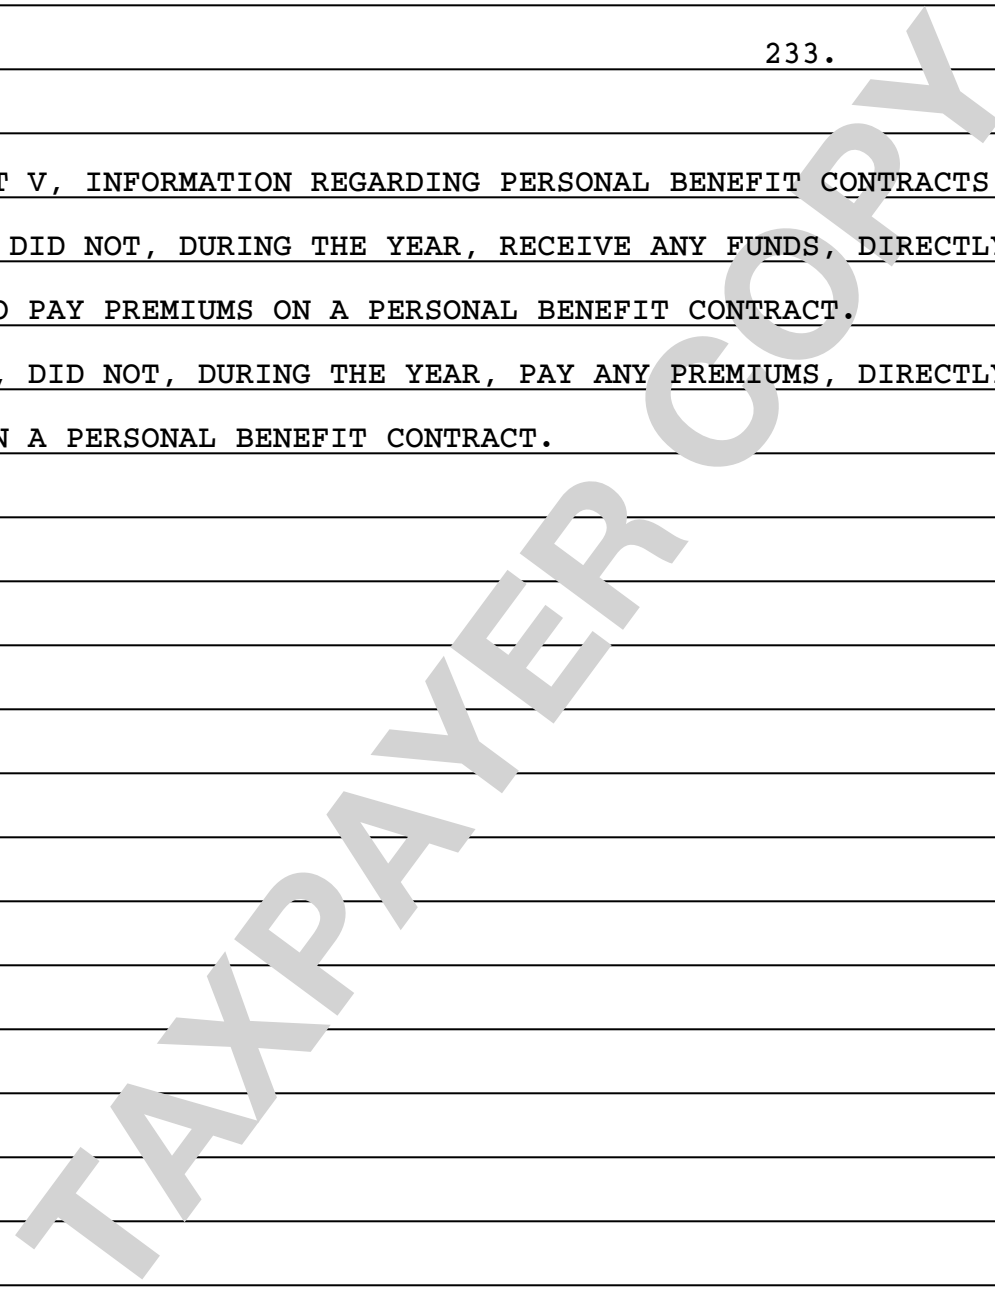 233.
T V, INFORMATION REGARDING PERSONAL BENEFIT CONTRACTS
DID NOT, DURING THE YEAR, RECEIVE ANY FUNDS, DIRECTLY
PAY PREMIUMS ON A PERSONAL BENEFIT CONTRACT.
, DID NOT, DURING THE YEAR, PAY ANY PREMIUMS, DIRECTLY
N A PERSONAL BENEFIT CONTRACT.
TAXPAYER COPY